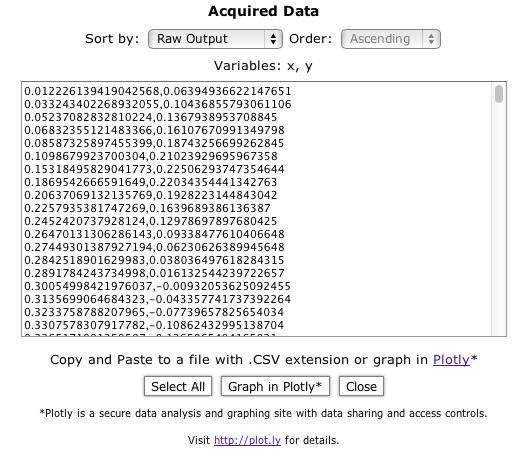 Acquired Data
Sort by: Raw Output Order: Ascending
Variables: x, y
0.012226139419042568,0.06394936622147651
0.033243402268932055,0.10436855793061106
0.05237082832810224,0.1367938953708845
0.06832355121483366,0.16107670991349798
0.08587325897455399,0.18743256699262845
0.1098679923700304,0.21023929695967358
0.15318495829041773,0.22506293747354644
0.1869542666591649,0.22034354441342763
0.20637069132135769,0.1928223144843042
0.2257935381747269,0.1639689386136387
0.2452420737928124,0.12978697897680425
0.26470131306286143,0.09338477610406648
0.27449301387927194,0.06230626389945648
0.2842518901629983,0.038036497618284315
0.2891784243734998,0.016132544239722657
0.30054998421976037,−0.00932053625092455
0.3135699064684323,−0.043357741737392264
0.3233758788207965,−0.07739657825654034
0.3307578307917782,−0.10862432995138704
Copy and Paste to a file with .CSV extension or graph in Plotly*
Select All Graph in Plotly* Close
*Plotly is a secure data analysis and graphing site with data sharing and access controls.
Visit http://plot.ly for details.